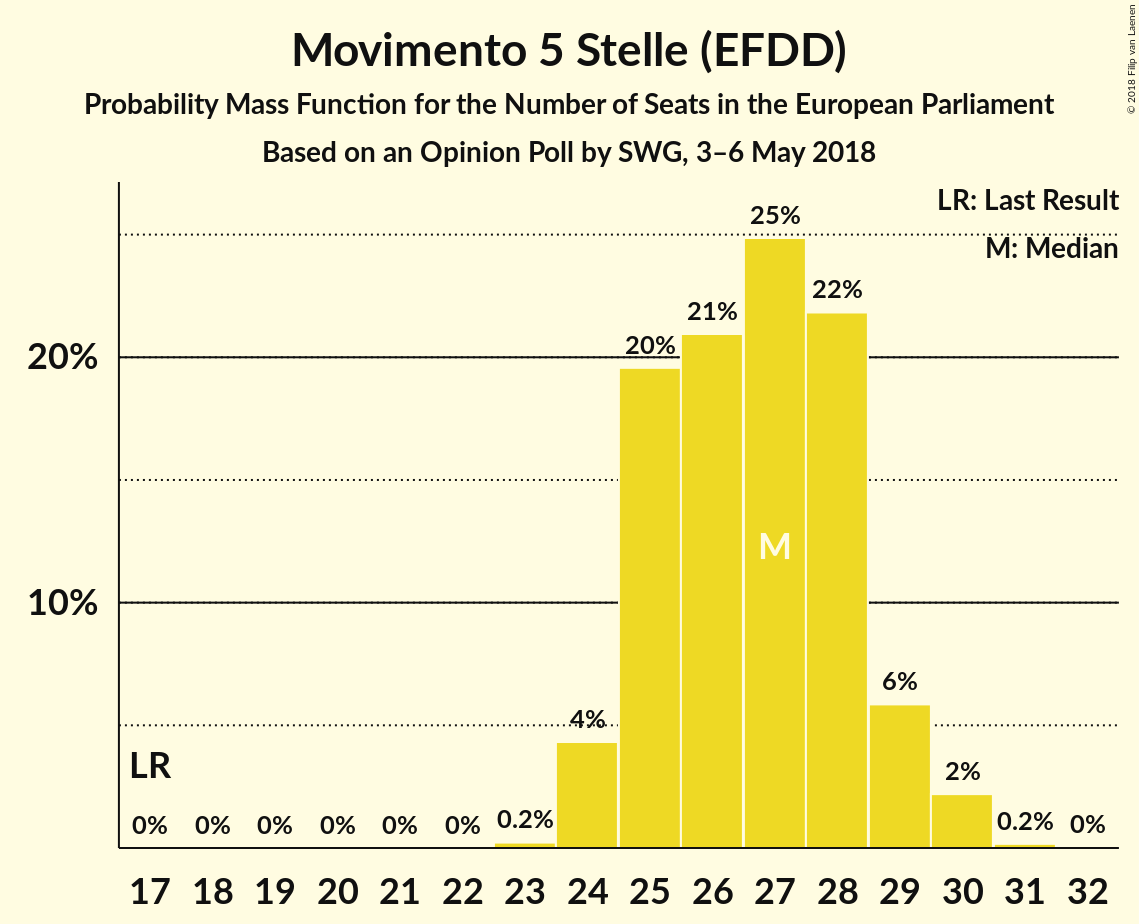 Movimento 5 Stelle (EFDD)
Probability Mass Function for the Number of Seats in the European Parliament
Based on an Opinion Poll by SWG, 3–6 May 2018
© 2018 Filip van Laenen
LR: Last Result
M: Median
25%
22%
21%
20%
20%
M
10%
6%
4%
LR
2%
0% 0% 0% 0% 0% 0% 0.2% 0.2% 0%
17 18 19 20 21 22 23 24 25 26 27 28 29 30 31 32